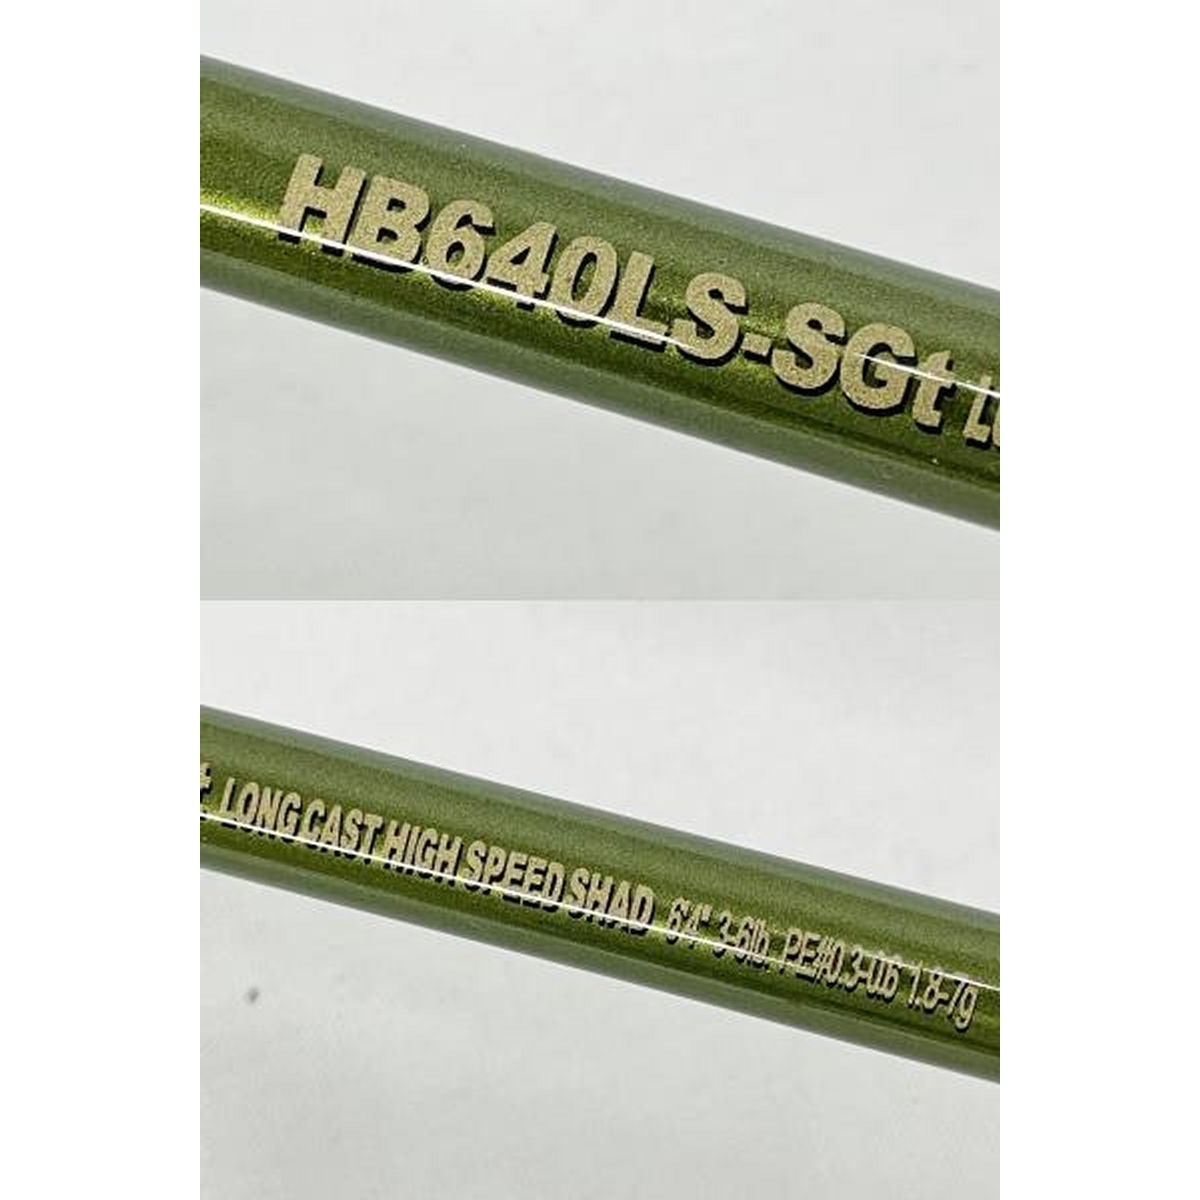 HB640LS-SGt L
t LONG CAST HIGH SPEED SHAD 6'4" 3-6lb. PE#0.3-0.6 1.8-7g